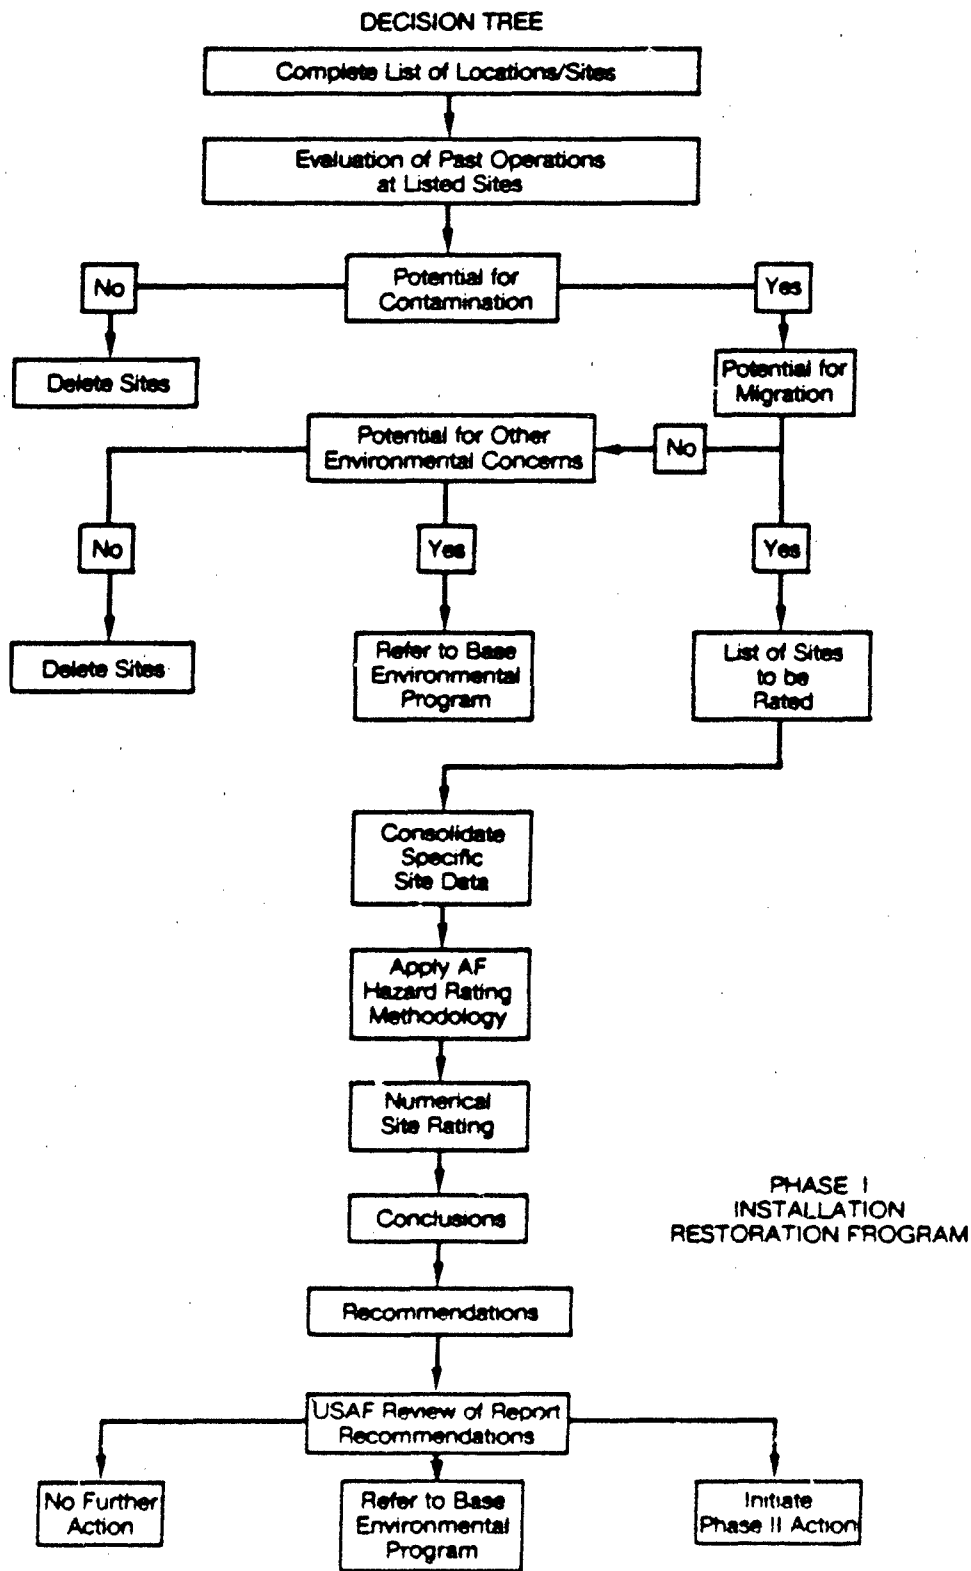 DECISION TREE
Complete List of Locations/Sites
Evaluation of Past Operations
at Listed Sites
No
Potential for
Contamination
Yes
Delete Sites
Potential for
Migration
Potential for Other
Environmental Concerns
No
No
Yes
Yes
Delete Sites
Refer to Base
Environmental
Program
List of Sites
to be
Rated
Consolidate
Specific
Site Data
Apply AF
Hazard Rating
Methodology
Numerical
Site Rating
Conclusions
PHASE I
INSTALLATION
RESTORATION PROGRAM
Recommendations
USAF Review of Report
Recommendations
No Further
Action
Refer to Base
Environmental
Program
Initiate
Phase II Action